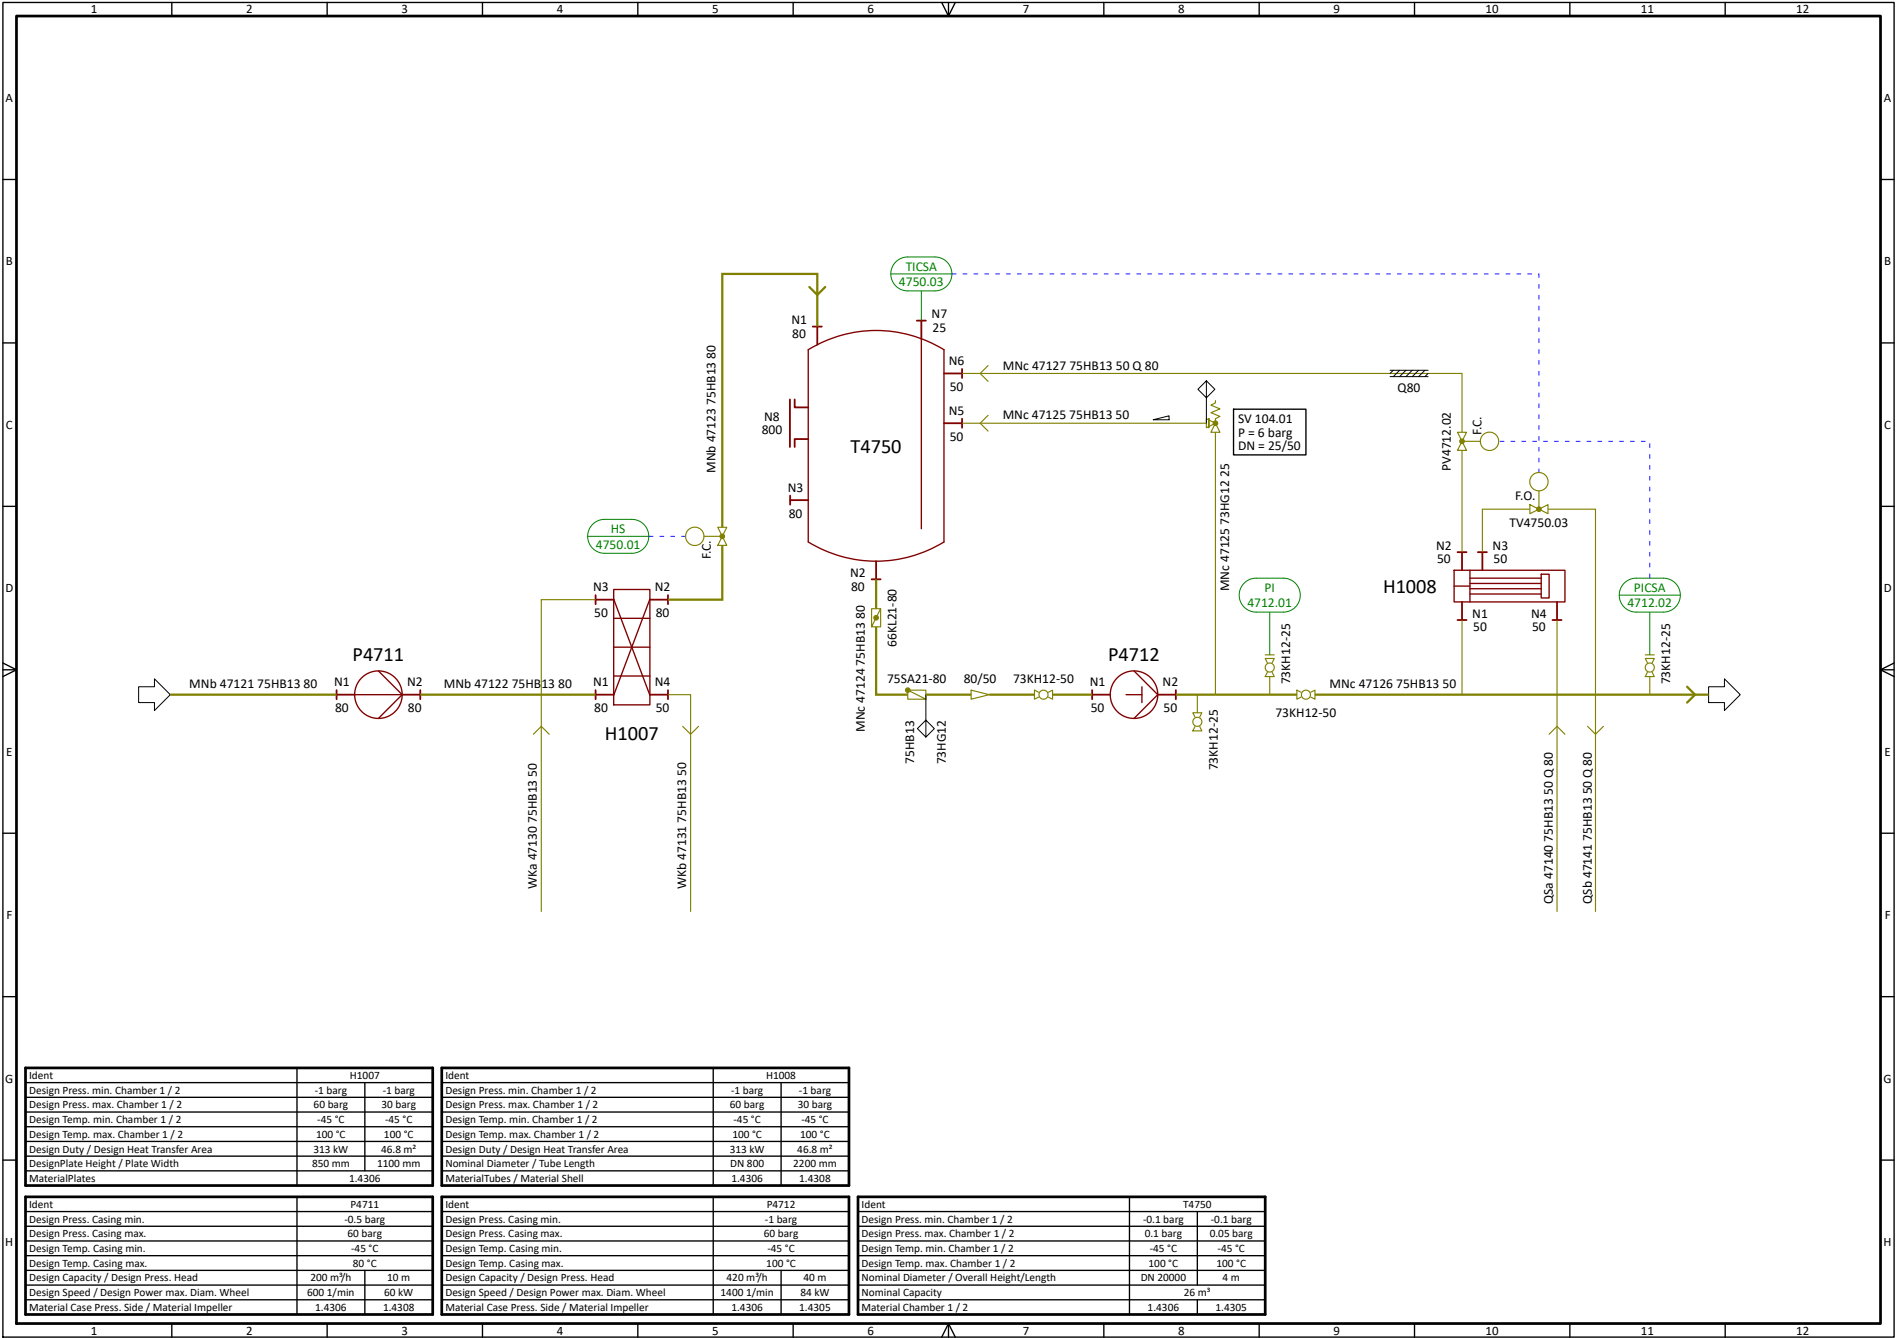 1 2 3 4 5 6 7 8 9 10 11 12
A A
B B
C C
D D
E E
F F
G G
H H
TICSA
4750.03
N7
25
N1
80
N6
50
MNc 47127 75HB13 50 Q 80
Q80
N5
50
MNc 47125 75HB13 50
SV 104.01
P = 6 barg
DN = 25/50
N8
800
T4750
N3
80
MNb 47123 75HB13 80
PV4712.02
F.C.
MNc 47125 73HG12 25
F.O.
TV4750.03
HS
4750.01
F.C.
N2
80
N3
50
N2
80
N2
50
N3
50
H1008
N1
50
N4
50
PI
4712.01
PICSA
4712.02
66KL21-80
MNc 47124 75HB13 80
73KH12-25
73KH12-25
P4711
P4712
MNb 47121 75HB13 80
N1
80
N2
80
MNb 47122 75HB13 80
N1
80
N4
50
H1007
75SA21-80
80/50
73KH12-50
N1
50
N2
50
MNc 47126 75HB13 50
73KH12-50
75HB13
73HG12
73KH12-25
WKa 47130 75HB13 50
WKb 47131 75HB13 50
QSa 47140 75HB13 50 Q 80
QSb 47141 75HB13 50 Q 80
Ident H1007
Design Press. min. Chamber 1 / 2 -1 barg -1 barg
Design Press. max. Chamber 1 / 2 60 barg 30 barg
Design Temp. min. Chamber 1 / 2 -45 °C -45 °C
Design Temp. max. Chamber 1 / 2 100 °C 100 °C
Design Duty / Design Heat Transfer Area 313 kW 46.8 m²
DesignPlate Height / Plate Width 850 mm 1100 mm
MaterialPlates 1.4306
Ident H1008
Design Press. min. Chamber 1 / 2 -1 barg -1 barg
Design Press. max. Chamber 1 / 2 60 barg 30 barg
Design Temp. min. Chamber 1 / 2 -45 °C -45 °C
Design Temp. max. Chamber 1 / 2 100 °C 100 °C
Design Duty / Design Heat Transfer Area 313 kW 46.8 m²
Nominal Diameter / Tube Length DN 800 2200 mm
MaterialTubes / Material Shell 1.4306 1.4308
Ident P4711
Design Press. Casing min. -0.5 barg
Design Press. Casing max. 60 barg
Design Temp. Casing min. -45 °C
Design Temp. Casing max. 80 °C
Design Capacity / Design Press. Head 200 m³/h 10 m
Design Speed / Design Power max. Diam. Wheel 600 1/min 60 kW
Material Case Press. Side / Material Impeller 1.4306 1.4308
Ident P4712
Design Press. Casing min. -1 barg
Design Press. Casing max. 60 barg
Design Temp. Casing min. -45 °C
Design Temp. Casing max. 100 °C
Design Capacity / Design Press. Head 420 m³/h 40 m
Design Speed / Design Power max. Diam. Wheel 1400 1/min 84 kW
Material Case Press. Side / Material Impeller 1.4306 1.4305
Ident T4750
Design Press. min. Chamber 1 / 2 -0.1 barg -0.1 barg
Design Press. max. Chamber 1 / 2 0.1 barg 0.05 barg
Design Temp. min. Chamber 1 / 2 -45 °C -45 °C
Design Temp. max. Chamber 1 / 2 100 °C 100 °C
Nominal Diameter / Overall Height/Length DN 20000 4 m
Nominal Capacity 26 m³
Material Chamber 1 / 2 1.4306 1.4305
1 2 3 4 5 6 7 8 9 10 11 12